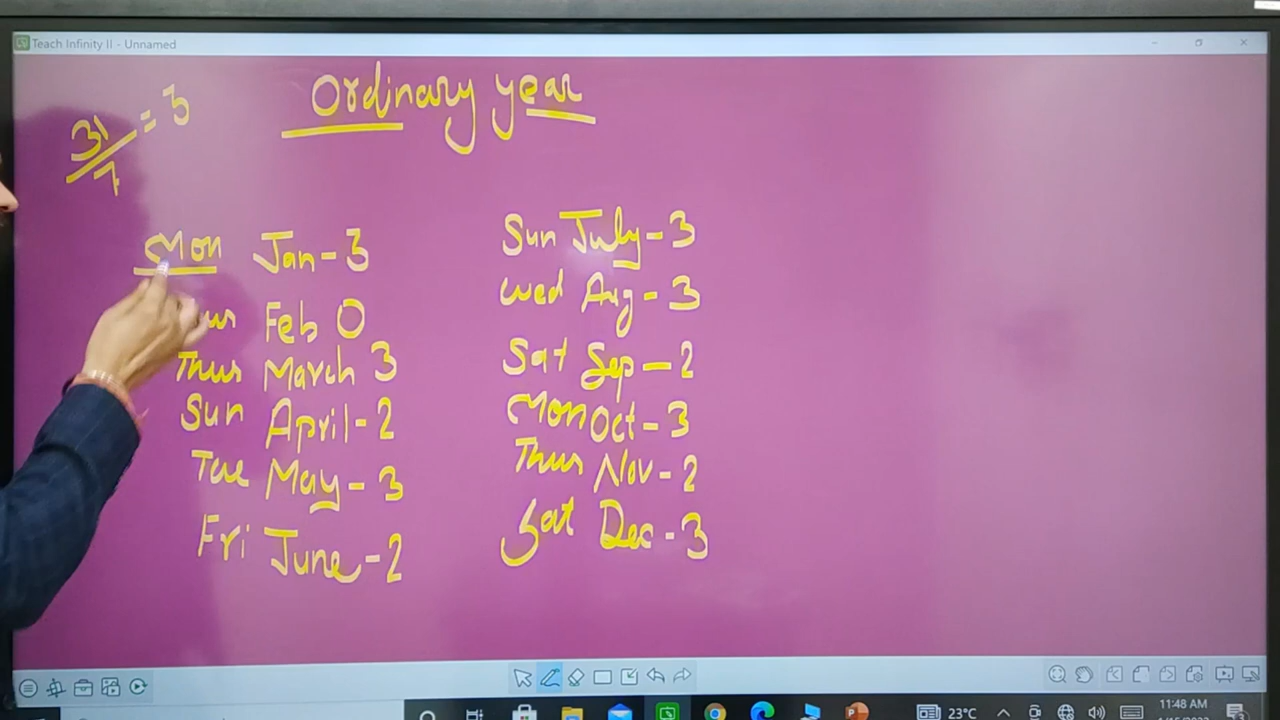 Teach Infinity II - Unnamed
Ordinary year
31/7 = 3
Mon Jan - 3
Feb 0
Thus March 3
Sun April - 2
Tue May - 3
Fri June - 2
Sun July - 3
Wed Aug - 3
Sat Sep - 2
Mon Oct - 3
Thus Nov - 2
Sat Dec - 3
23°C
11:48 AM